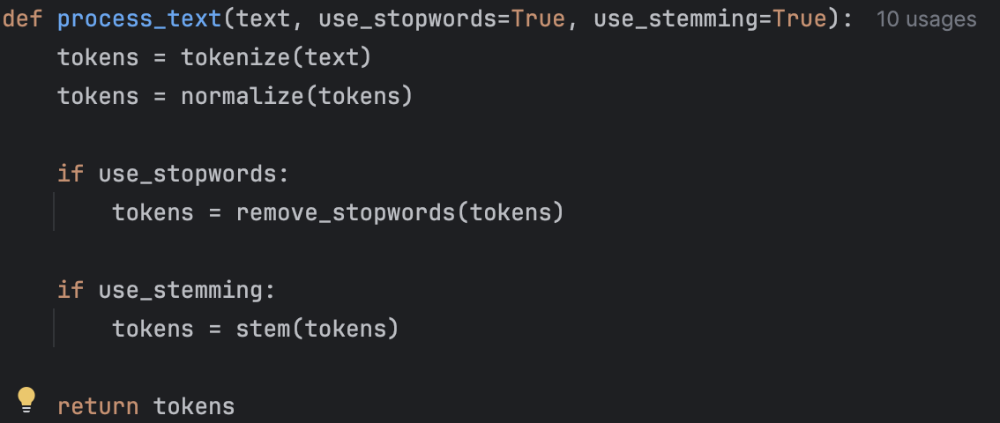 def process_text(text, use_stopwords=True, use_stemming=True): 10 usages
    tokens = tokenize(text)
    tokens = normalize(tokens)

    if use_stopwords:
        tokens = remove_stopwords(tokens)

    if use_stemming:
        tokens = stem(tokens)

    return tokens